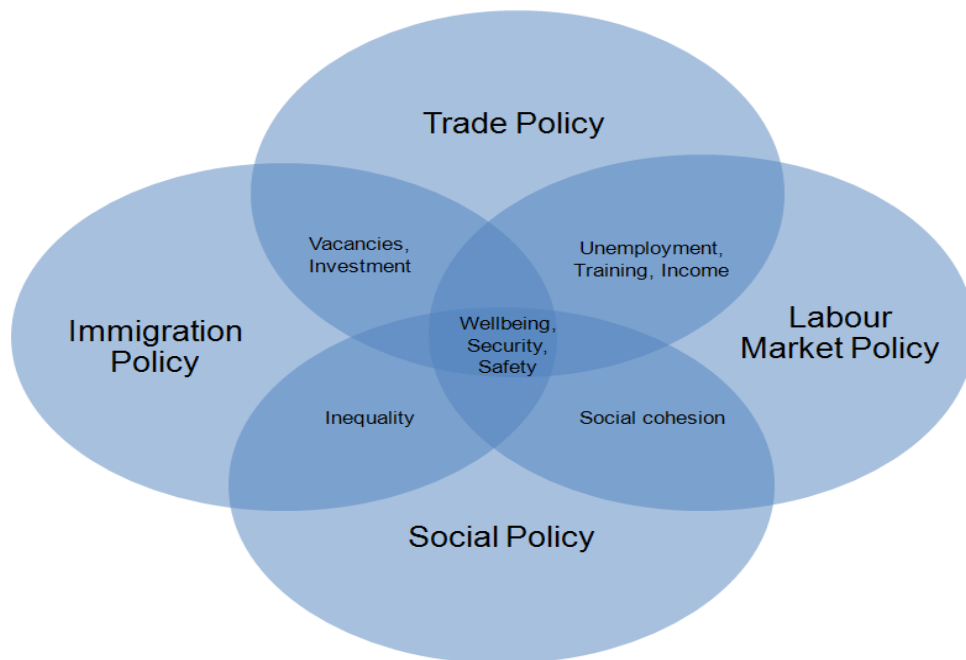 Trade Policy
Vacancies,
Investment
Unemployment,
Training, Income
Immigration
Policy
Wellbeing,
Security,
Safety
Labour
Market Policy
Inequality
Social cohesion
Social Policy